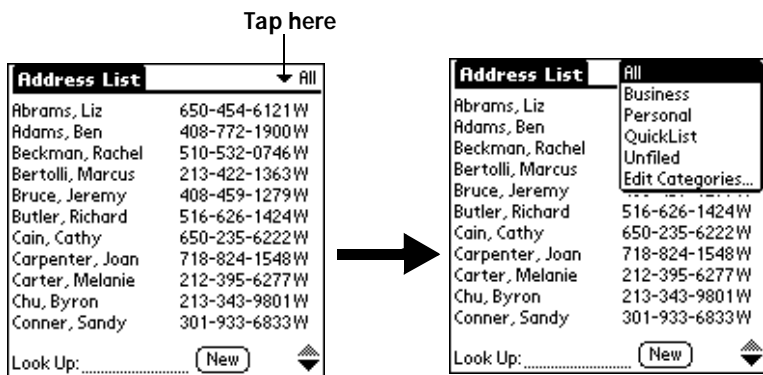 Tap here
Address List All
Abrams, Liz 650-454-6121W
Adams, Ben 408-772-1900W
Beckman, Rachel 510-532-0746W
Bertolli, Marcus 213-422-1363W
Bruce, Jeremy 408-459-1279W
Butler, Richard 516-626-1424W
Cain, Cathy 650-235-6222W
Carpenter, Joan 718-824-1548W
Carter, Melanie 212-395-6277W
Chu, Byron 213-343-9801W
Conner, Sandy 301-933-6833W
Look Up: New
Address List
All
Business
Personal
QuickList
Unfiled
Edit Categories...
Abrams, Liz
Adams, Ben
Beckman, Rachel
Bertolli, Marcus
Bruce, Jeremy
Butler, Richard 516-626-1424W
Cain, Cathy 650-235-6222W
Carpenter, Joan 718-824-1548W
Carter, Melanie 212-395-6277W
Chu, Byron 213-343-9801W
Conner, Sandy 301-933-6833W
Look Up: New